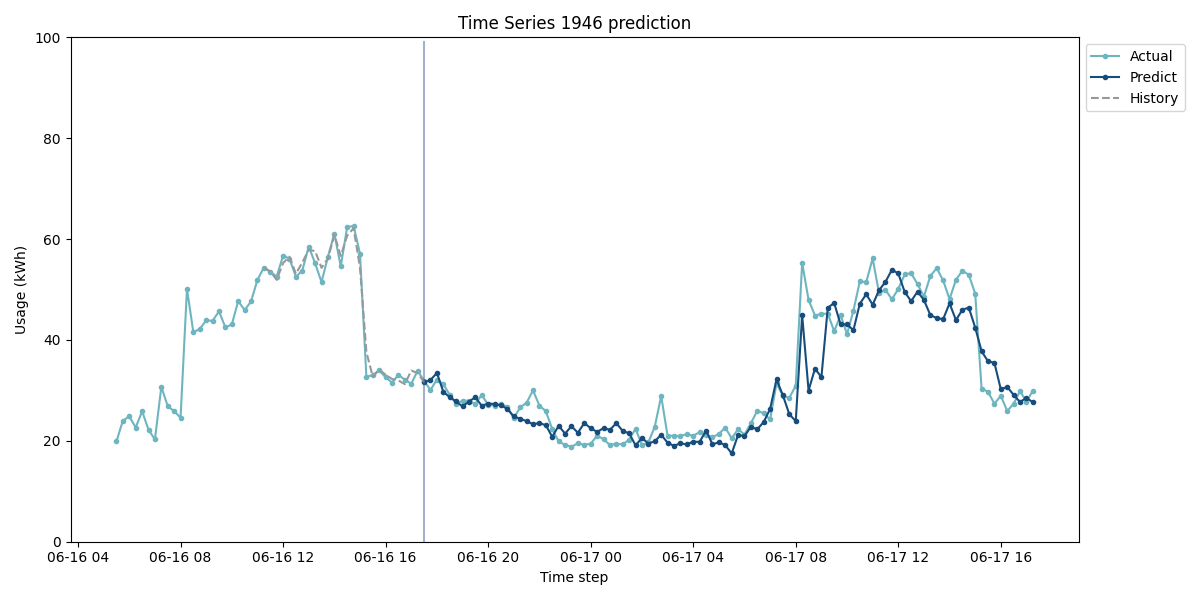 Time Series 1946 prediction
100
80
60
40
20
0
Usage (kWh)
06-16 04
06-16 08
06-16 12
06-16 16
06-16 20
06-17 00
06-17 04
06-17 08
06-17 12
06-17 16
Time step
Actual
Predict
History